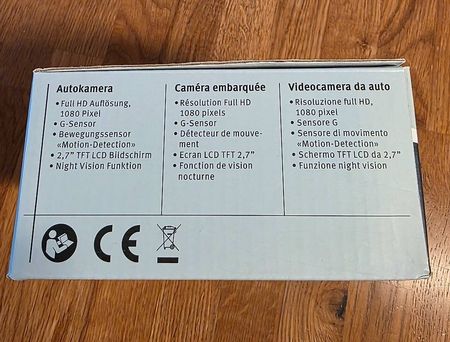 Autokamera
• Full HD Auflösung,
1080 Pixel
• G-Sensor
• Bewegungssensor
«Motion-Detection»
• 2,7" TFT LCD Bildschirm
• Night Vision Funktion
Caméra embarquée
• Résolution Full HD
1080 pixels
• G-Sensor
• Détecteur de mouve-
ment
• Ecran LCD TFT 2,7"
• Fonction de vision
nocturne
Videocamera da auto
• Risoluzione full HD,
1080 pixel
• Sensore G
• Sensore di movimento
«Motion-Detection»
• Schermo TFT LCD da 2,7"
• Funzione night vision
CE